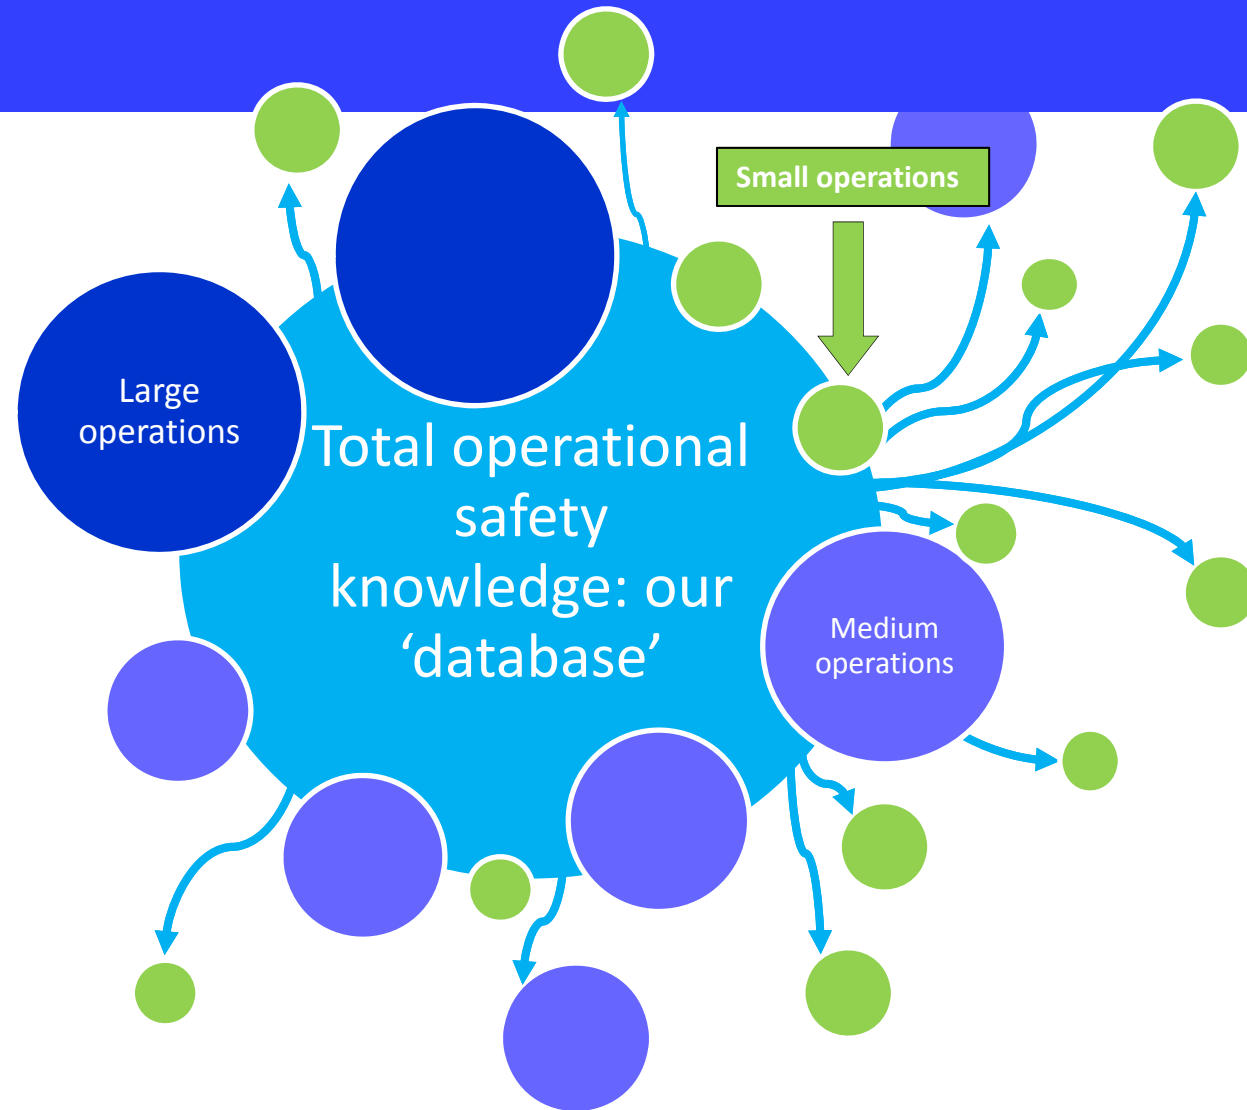 Small operations
Large
operations
Total operational
safety
knowledge: our
‘database’
Medium
operations